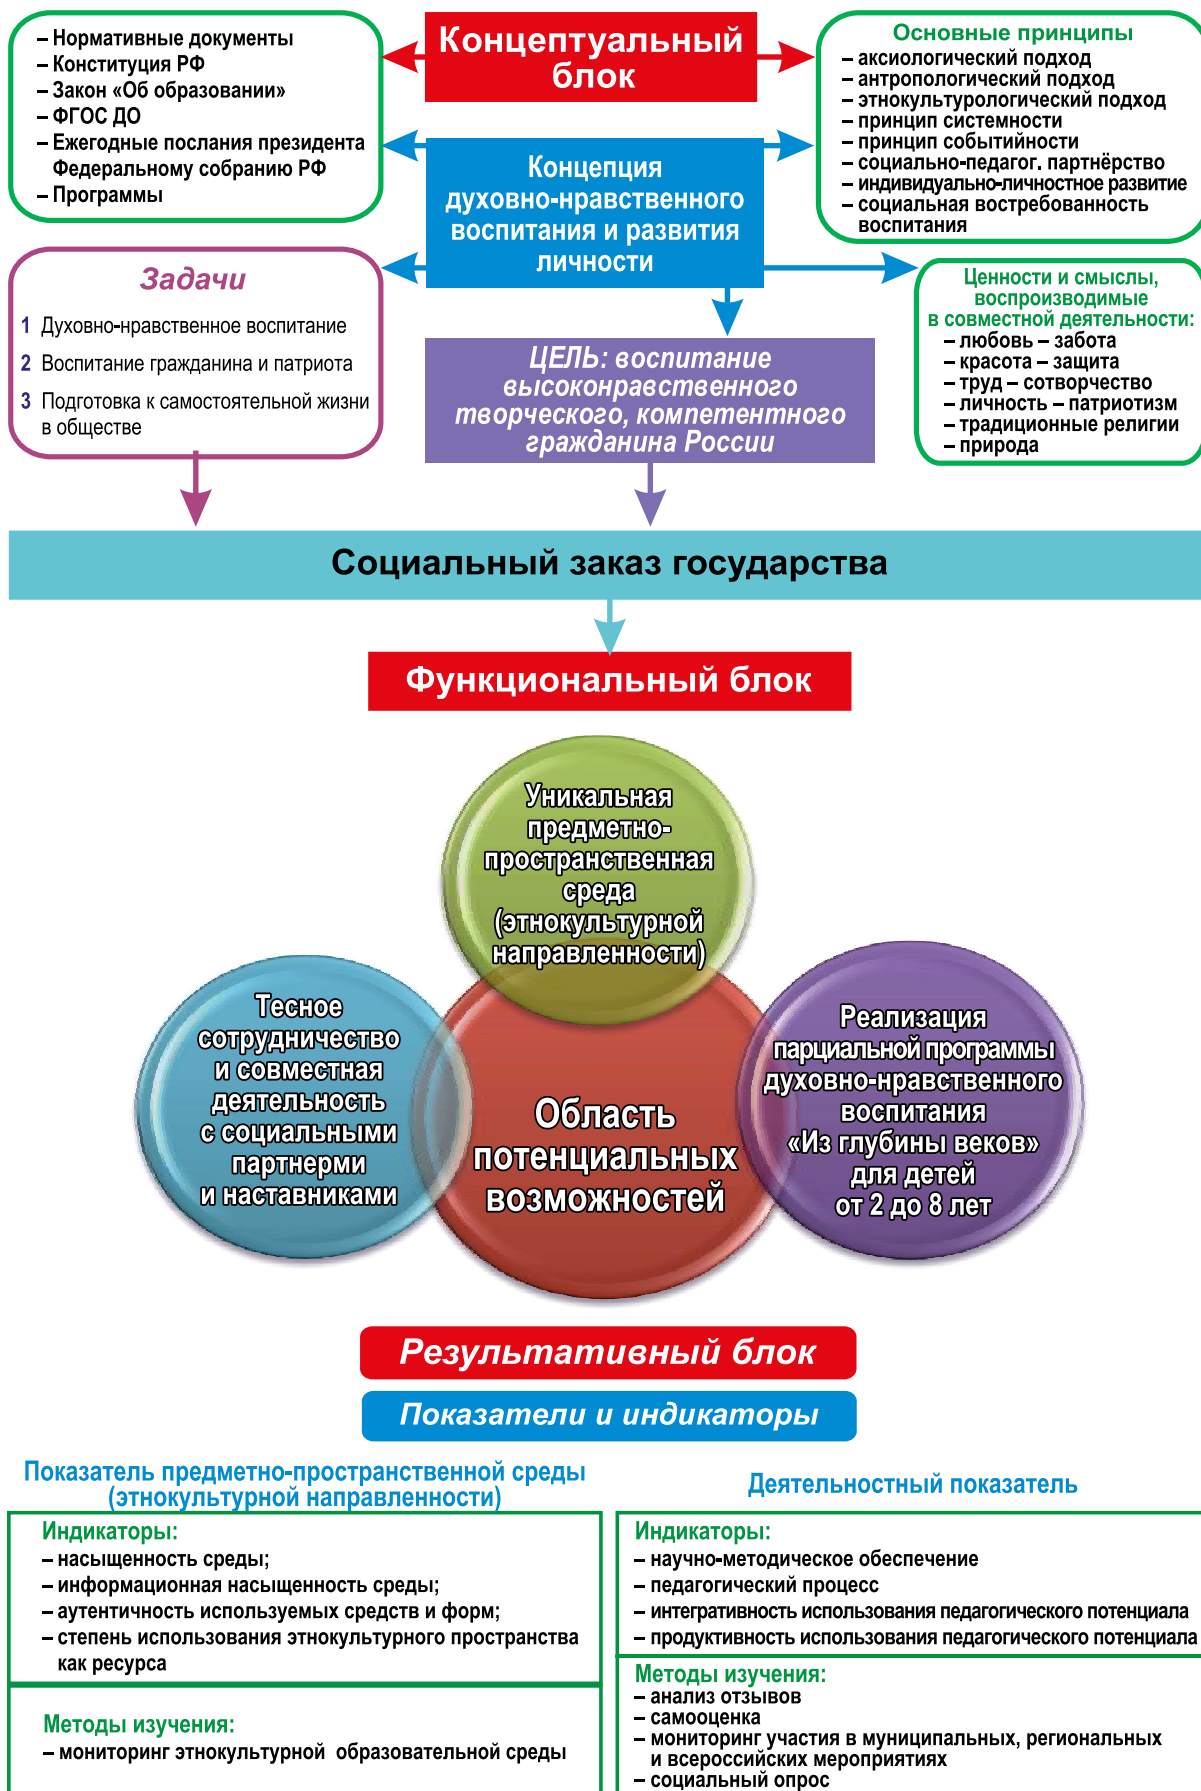 – Нормативные документы
– Конституция РФ
– Закон «Об образовании»
– ФГОС ДО
– Ежегодные послания президента
Федеральному собранию РФ
– Программы
Концептуальный
блок
Основные принципы
– аксиологический подход
– антропологический подход
– этнокультурологический подход
– принцип системности
– принцип событийности
– социально-педагог. партнёрство
– индивидуально-личностное развитие
– социальная востребованность
воспитания
Концепция
духовно-нравственного
воспитания и развития
личности
Задачи
1 Духовно-нравственное воспитание
2 Воспитание гражданина и патриота
3 Подготовка к самостоятельной жизни
в обществе
ЦЕЛЬ: воспитание
высоконравственного
творческого, компетентного
гражданина России
Ценности и смыслы,
воспроизводимые
в совместной деятельности:
– любовь – забота
– красота – защита
– труд – сотворчество
– личность – патриотизм
– традиционные религии
– природа
Социальный заказ государства
Функциональный блок
Уникальная
предметно-
пространственная
среда
(этнокультурной
направленности)
Тесное
сотрудничество
и совместная
деятельность
с социальными
партнерми
и наставниками
Область
потенциальных
возможностей
Реализация
парциальной программы
духовно-нравственного
воспитания
«Из глубины веков»
для детей
от 2 до 8 лет
Результативный блок
Показатели и индикаторы
Показатель предметно-пространственной среды
(этнокультурной направленности)
Индикаторы:
– насыщенность среды;
– информационная насыщенность среды;
– аутентичность используемых средств и форм;
– степень использования этнокультурного пространства
как ресурса
Методы изучения:
– мониторинг этнокультурной образовательной среды
Деятельностный показатель
Индикаторы:
– научно-методическое обеспечение
– педагогический процесс
– интегративность использования педагогического потенциала
– продуктивность использования педагогического потенциала
Методы изучения:
– анализ отзывов
– самооценка
– мониторинг участия в муниципальных, региональных
и всероссийских мероприятиях
– социальный опрос